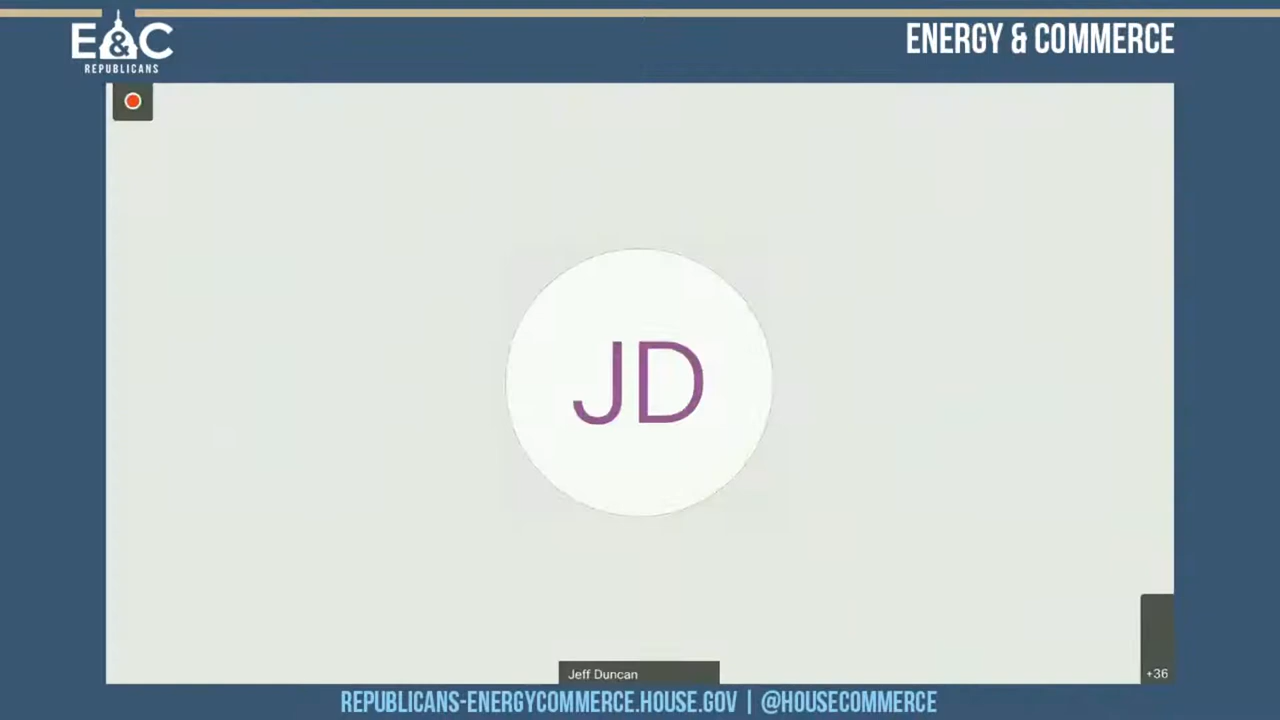 E&C
REPUBLICANS
ENERGY & COMMERCE
JD
Jeff Duncan
+36
REPUBLICANS-ENERGYCOMMERCE.HOUSE.GOV | @HOUSECOMMERCE